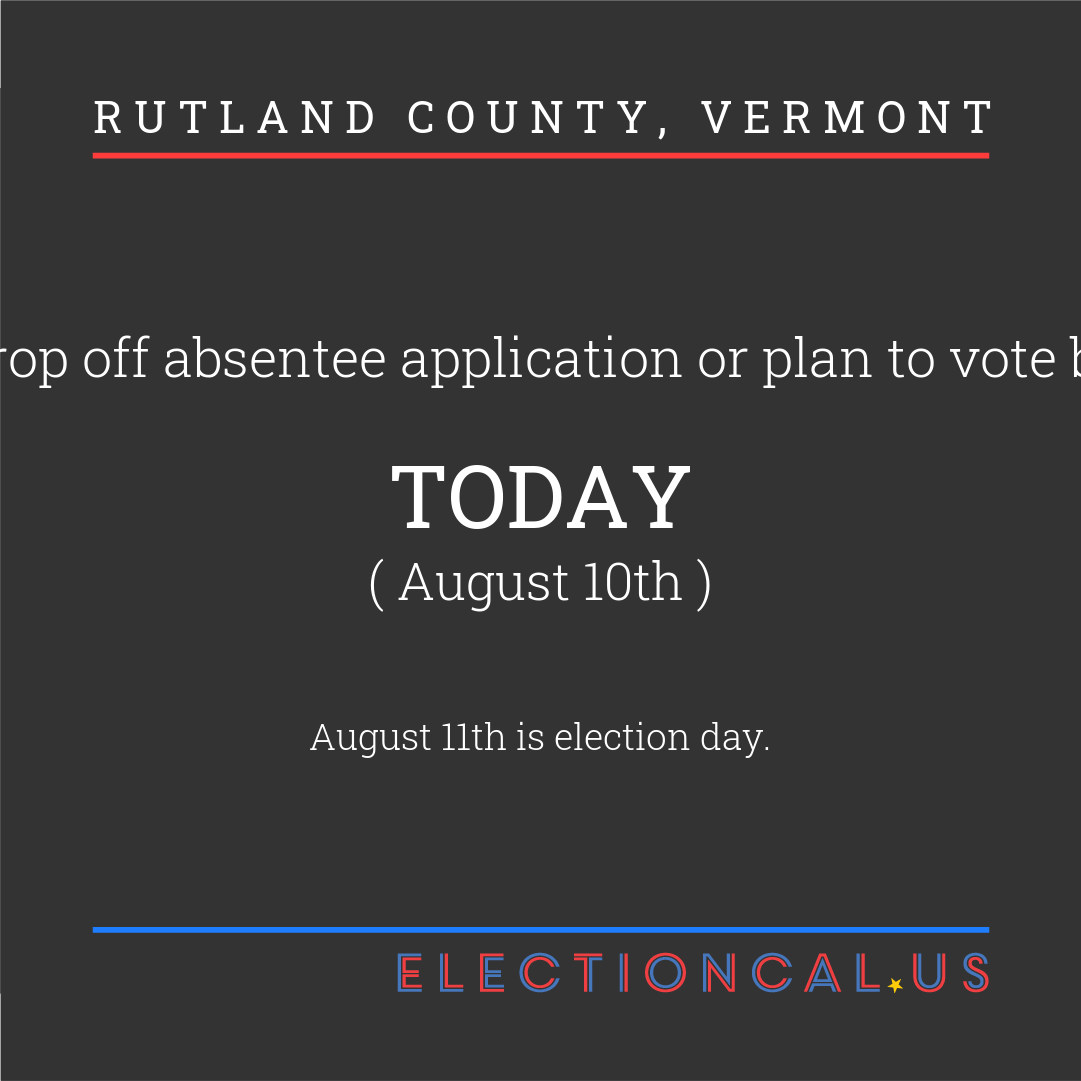 RUTLAND COUNTY, VERMONT
rop off absentee application or plan to vote b
TODAY
( August 10th )
August 11th is election day.
ELECTIONCAL.US